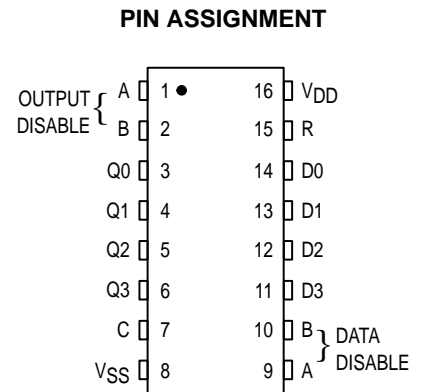 PIN ASSIGNMENT
OUTPUT DISABLE { A 1 16 VDD
B 2 15 R
Q0 3 14 D0
Q1 4 13 D1
Q2 5 12 D2
Q3 6 11 D3
C 7 10 B } DATA DISABLE
VSS 8 9 A